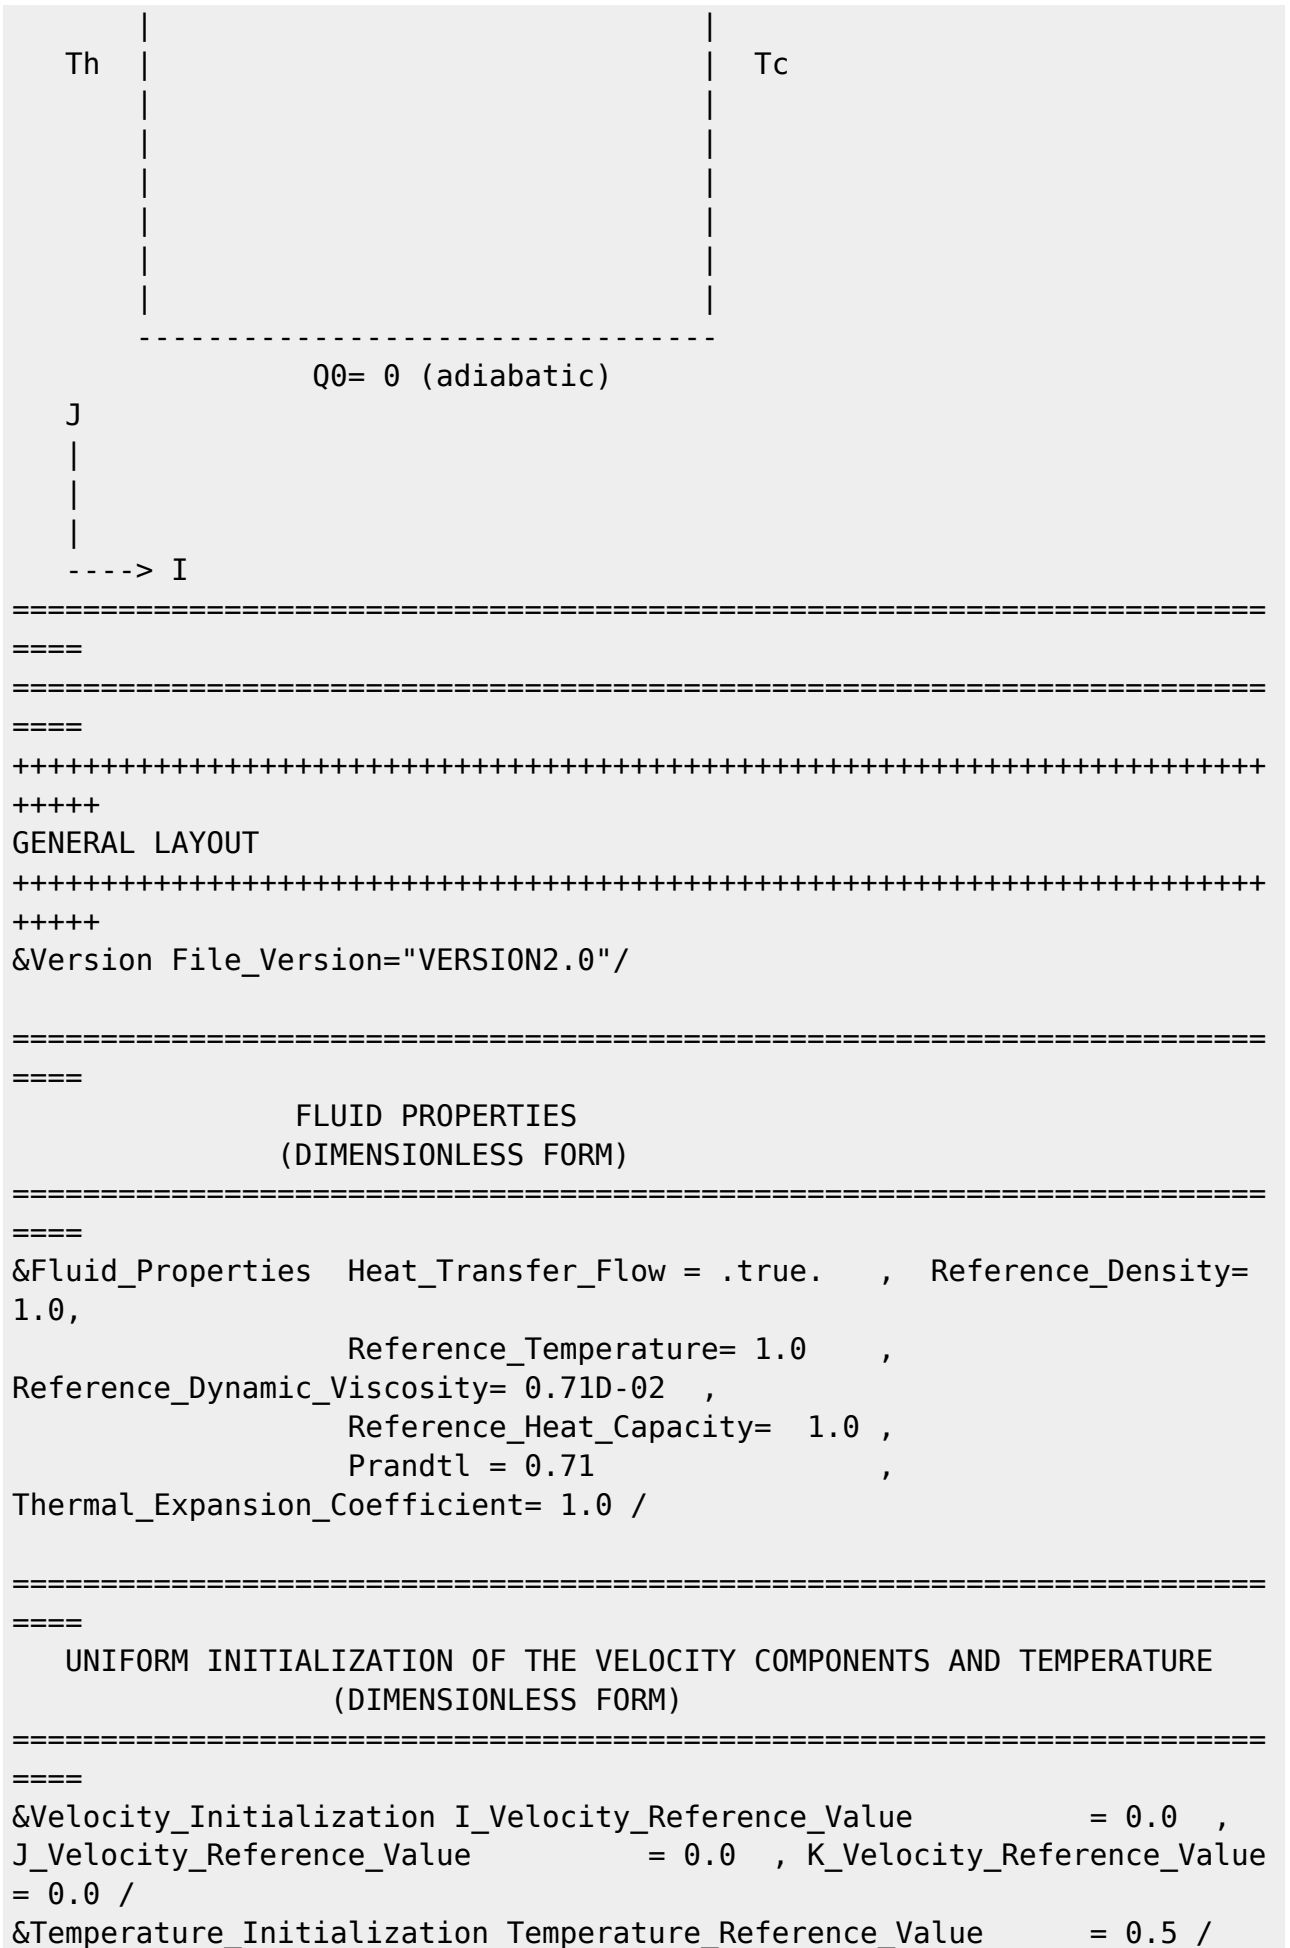 |                                |
   Th  |                                |  Tc
       |                                |
       |                                |
       |                                |
       |                                |
       |                                |
       |                                |
       ---------------------------------
                 Q0= 0 (adiabatic)
   J
   |
   |
   |
   ----> I
=======================================================================
====
=======================================================================
====
+++++++++++++++++++++++++++++++++++++++++++++++++++++++++++++++++++++++
+++++
GENERAL LAYOUT
+++++++++++++++++++++++++++++++++++++++++++++++++++++++++++++++++++++++
+++++
&Version File_Version="VERSION2.0"/

=======================================================================
====
                FLUID PROPERTIES
               (DIMENSIONLESS FORM)
=======================================================================
====
&Fluid_Properties  Heat_Transfer_Flow = .true.   ,  Reference_Density=
1.0,
                   Reference_Temperature= 1.0    ,
Reference_Dynamic_Viscosity= 0.71D-02  ,
                   Reference_Heat_Capacity=  1.0 ,
                   Prandtl = 0.71                ,
Thermal_Expansion_Coefficient= 1.0 /

=======================================================================
====
   UNIFORM INITIALIZATION OF THE VELOCITY COMPONENTS AND TEMPERATURE
                  (DIMENSIONLESS FORM)
=======================================================================
====
&Velocity_Initialization I_Velocity_Reference_Value          = 0.0  ,
J_Velocity_Reference_Value          = 0.0  , K_Velocity_Reference_Value
= 0.0 /
&Temperature_Initialization Temperature_Reference_Value      = 0.5 /